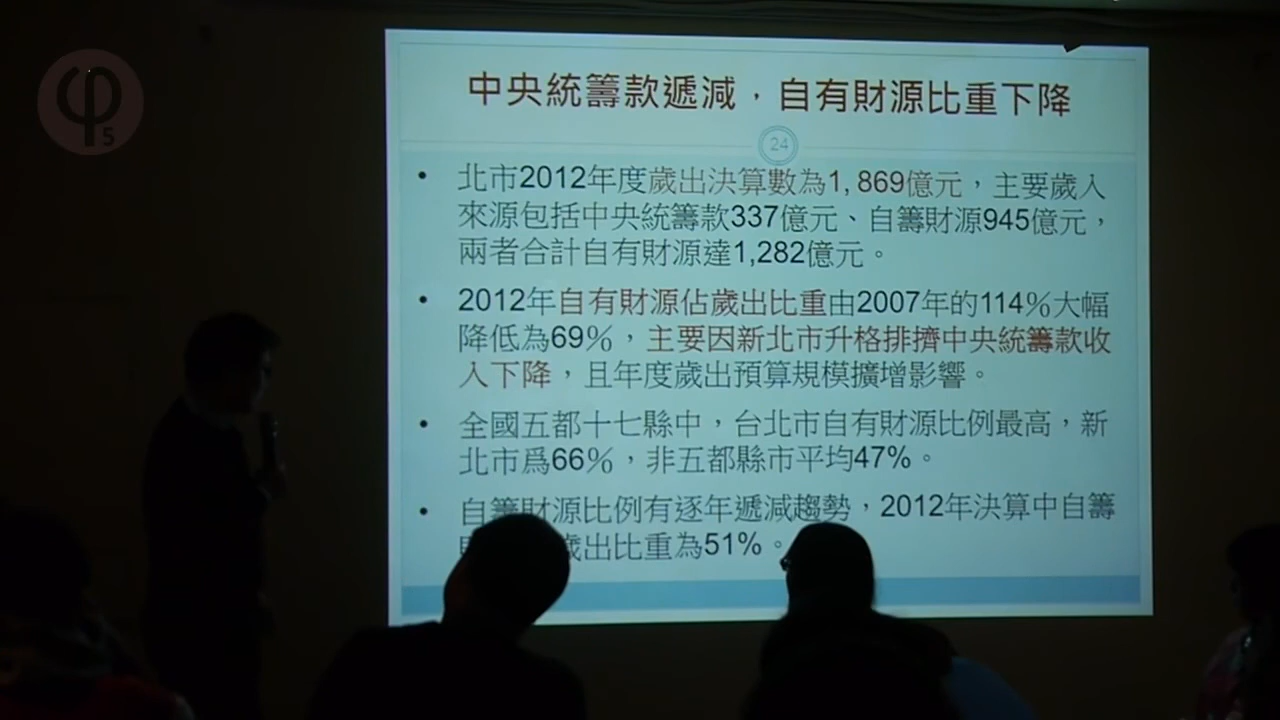 φ5
中央統籌款遞減，自有財源比重下降
24
• 北市2012年度歲出決算數為1,869億元，主要歲入
來源包括中央統籌款337億元、自籌財源945億元，
兩者合計自有財源達1,282億元。
• 2012年自有財源佔歲出比重由2007年的114％大幅
降低為69％，主要因新北市升格排擠中央統籌款收
入下降，且年度歲出預算規模擴增影響。
• 全國五都十七縣中，台北市自有財源比例最高，新
北市爲66％，非五都縣市平均47%。
• 自籌財源比例有逐年遞減趨勢，2012年決算中自籌
歲出比重為51%。